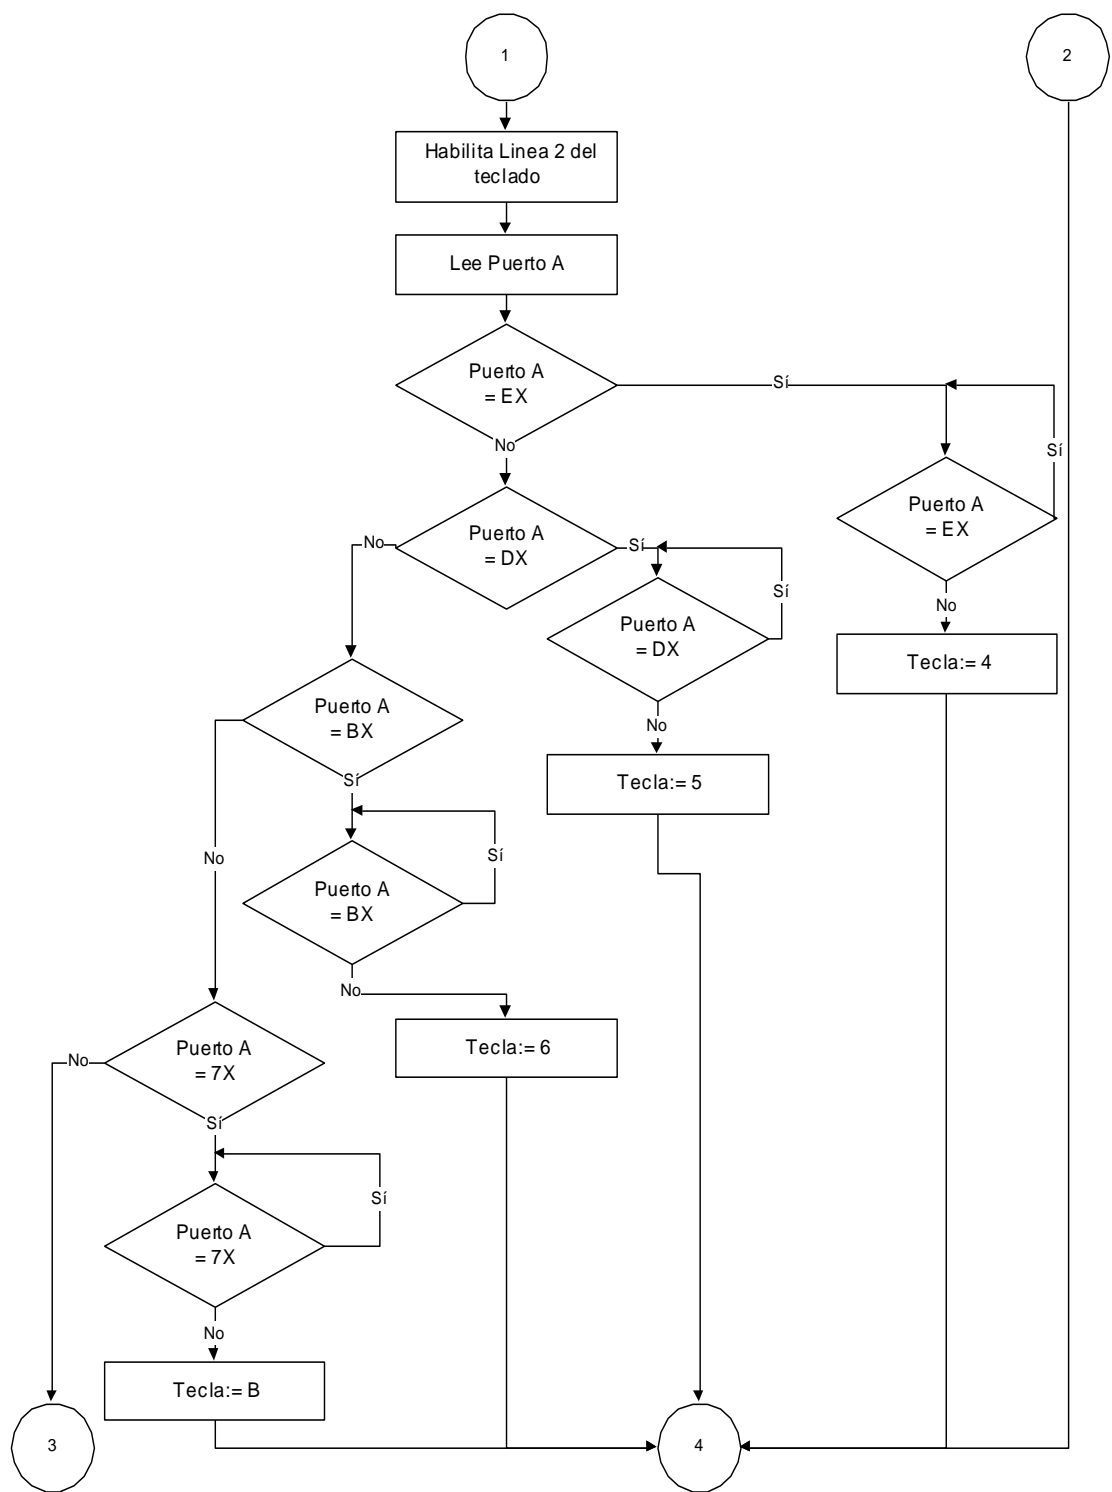 1
2
Habilita Linea 2 del
teclado
Lee Puerto A
Puerto A
= EX
Sí
No
Sí
Puerto A
= EX
Puerto A
= DX
No
Sí
Sí
No
Puerto A
= DX
Tecla:= 4
Puerto A
= BX
No
Sí
Tecla:= 5
No
Sí
Puerto A
= BX
No
Puerto A
= 7X
Tecla:= 6
No
Sí
Sí
Puerto A
= 7X
No
Tecla:= B
3
4